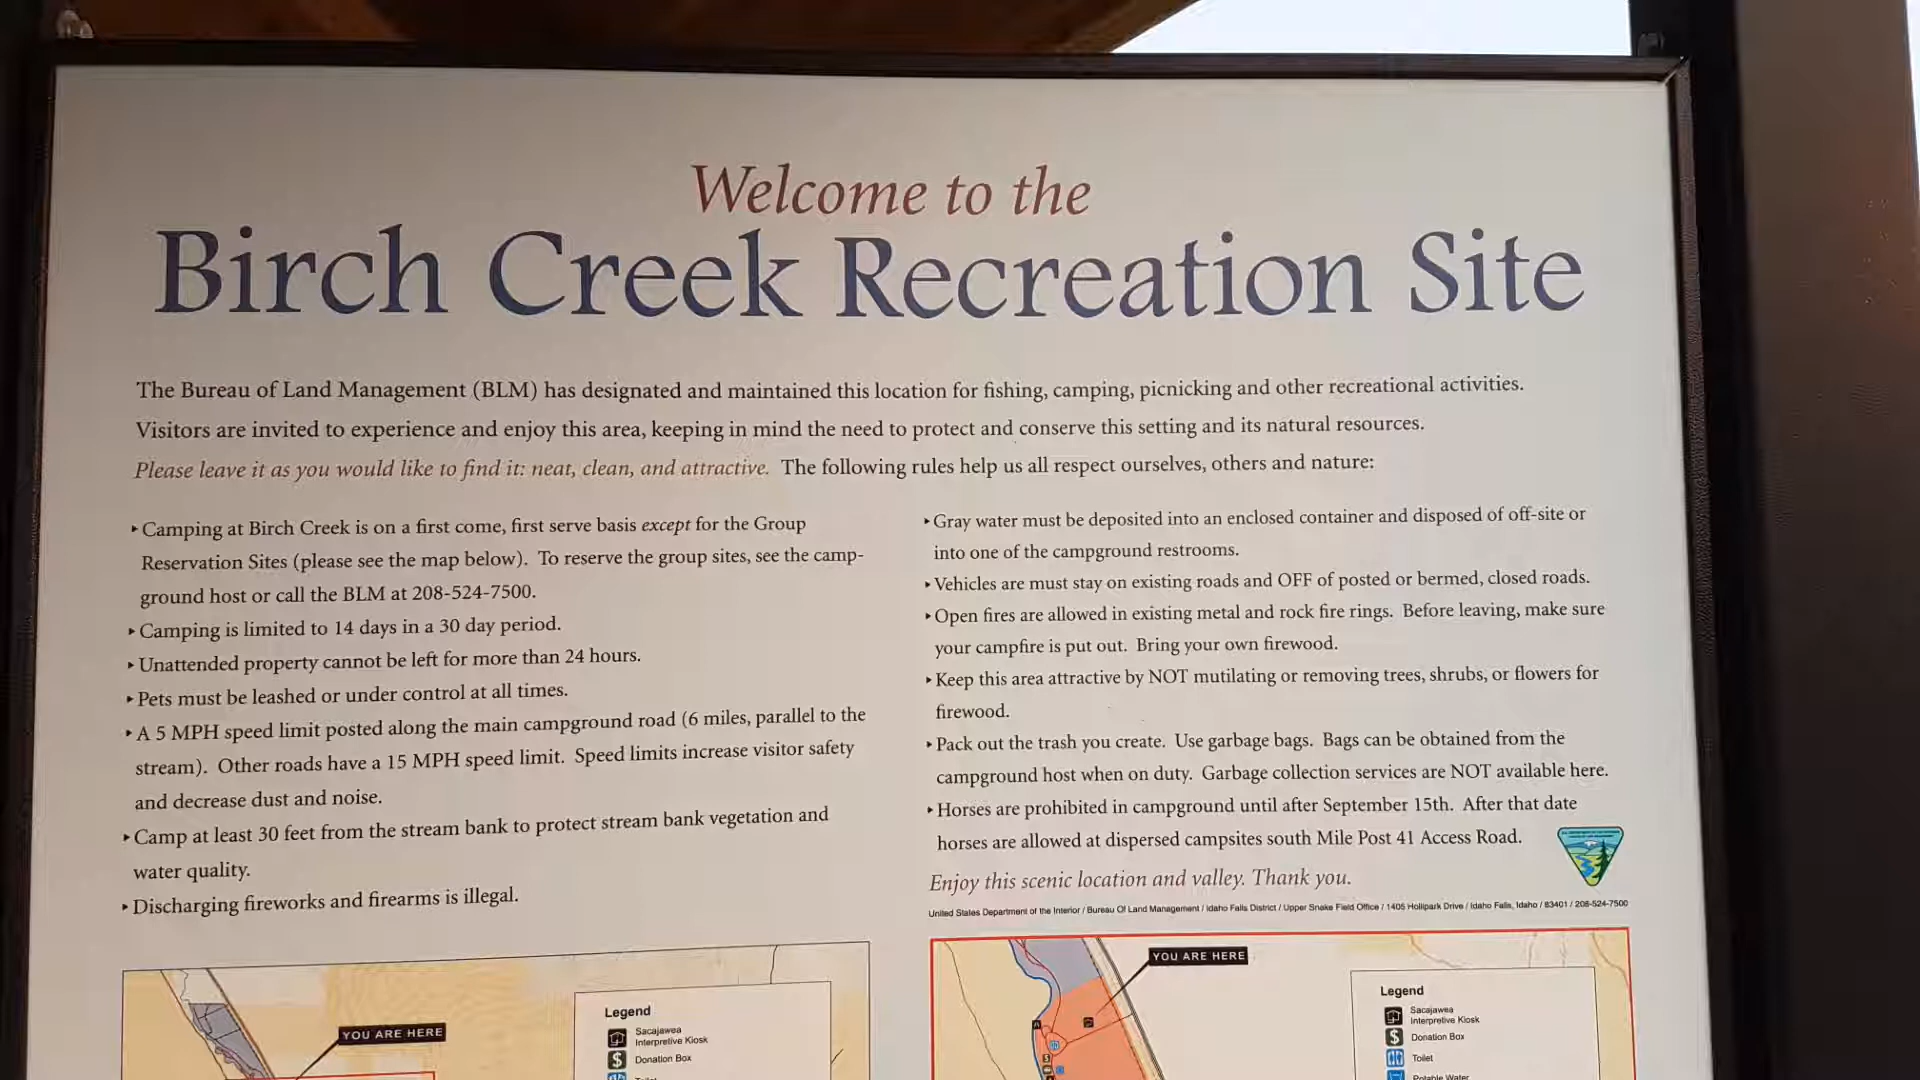 Welcome to the
Birch Creek Recreation Site
The Bureau of Land Management (BLM) has designated and maintained this location for fishing, camping, picnicking and other recreational activities.
Visitors are invited to experience and enjoy this area, keeping in mind the need to protect and conserve this setting and its natural resources.
Please leave it as you would like to find it: neat, clean, and attractive. The following rules help us all respect ourselves, others and nature:
‣ Camping at Birch Creek is on a first come, first serve basis except for the Group
Reservation Sites (please see the map below). To reserve the group sites, see the camp-
ground host or call the BLM at 208-524-7500.
‣ Camping is limited to 14 days in a 30 day period.
‣ Unattended property cannot be left for more than 24 hours.
‣ Pets must be leashed or under control at all times.
‣ A 5 MPH speed limit posted along the main campground road (6 miles, parallel to the
stream). Other roads have a 15 MPH speed limit. Speed limits increase visitor safety
and decrease dust and noise.
‣ Camp at least 30 feet from the stream bank to protect stream bank vegetation and
water quality.
‣ Discharging fireworks and firearms is illegal.
‣ Gray water must be deposited into an enclosed container and disposed of off-site or
into one of the campground restrooms.
‣ Vehicles are must stay on existing roads and OFF of posted or bermed, closed roads.
‣ Open fires are allowed in existing metal and rock fire rings. Before leaving, make sure
your campfire is put out. Bring your own firewood.
‣ Keep this area attractive by NOT mutilating or removing trees, shrubs, or flowers for
firewood.
‣ Pack out the trash you create. Use garbage bags. Bags can be obtained from the
campground host when on duty. Garbage collection services are NOT available here.
‣ Horses are prohibited in campground until after September 15th. After that date
horses are allowed at dispersed campsites south Mile Post 41 Access Road.
Enjoy this scenic location and valley. Thank you.
United States Department of the Interior / Bureau Of Land Management / Idaho Falls District / Upper Snake Field Office / 1405 Hollipark Drive / Idaho Falls, Idaho / 83401 / 208-524-7500
YOU ARE HERE
Legend
Sacajawea
Interpretive Kiosk
$ Donation Box
Toilet
YOU ARE HERE
Legend
Sacajawea
Interpretive Kiosk
$ Donation Box
Toilet
Potable Water